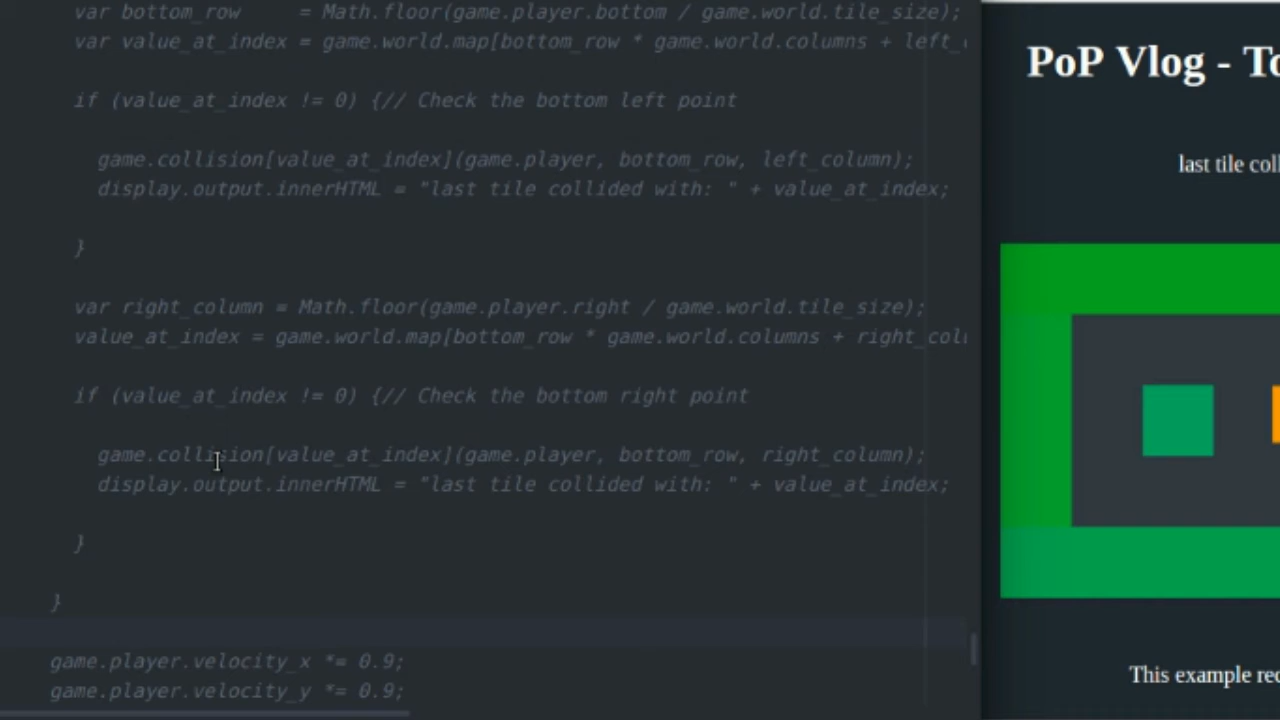 var bottom_row     = Math.floor(game.player.bottom / game.world.tile_size);
var value_at_index = game.world.map[bottom_row * game.world.columns + left_
if (value_at_index != 0) {// Check the bottom left point
game.collision[value_at_index](game.player, bottom_row, left_column);
display.output.innerHTML = "last tile collided with: " + value_at_index;
}
var right_column = Math.floor(game.player.right / game.world.tile_size);
value_at_index = game.world.map[bottom_row * game.world.columns + right_col
if (value_at_index != 0) {// Check the bottom right point
game.collision[value_at_index](game.player, bottom_row, right_column);
display.output.innerHTML = "last tile collided with: " + value_at_index;
}
}
game.player.velocity_x *= 0.9;
game.player.velocity_y *= 0.9;
PoP Vlog - To
last tile coll
This example rec